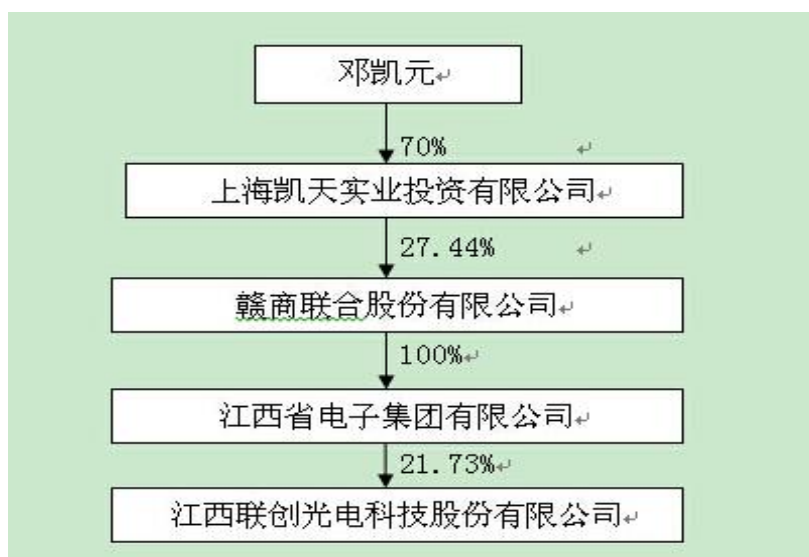 邓凯元
70%
上海凯天实业投资有限公司
27.44%
赣商联合股份有限公司
100%
江西省电子集团有限公司
21.73%
江西联创光电科技股份有限公司